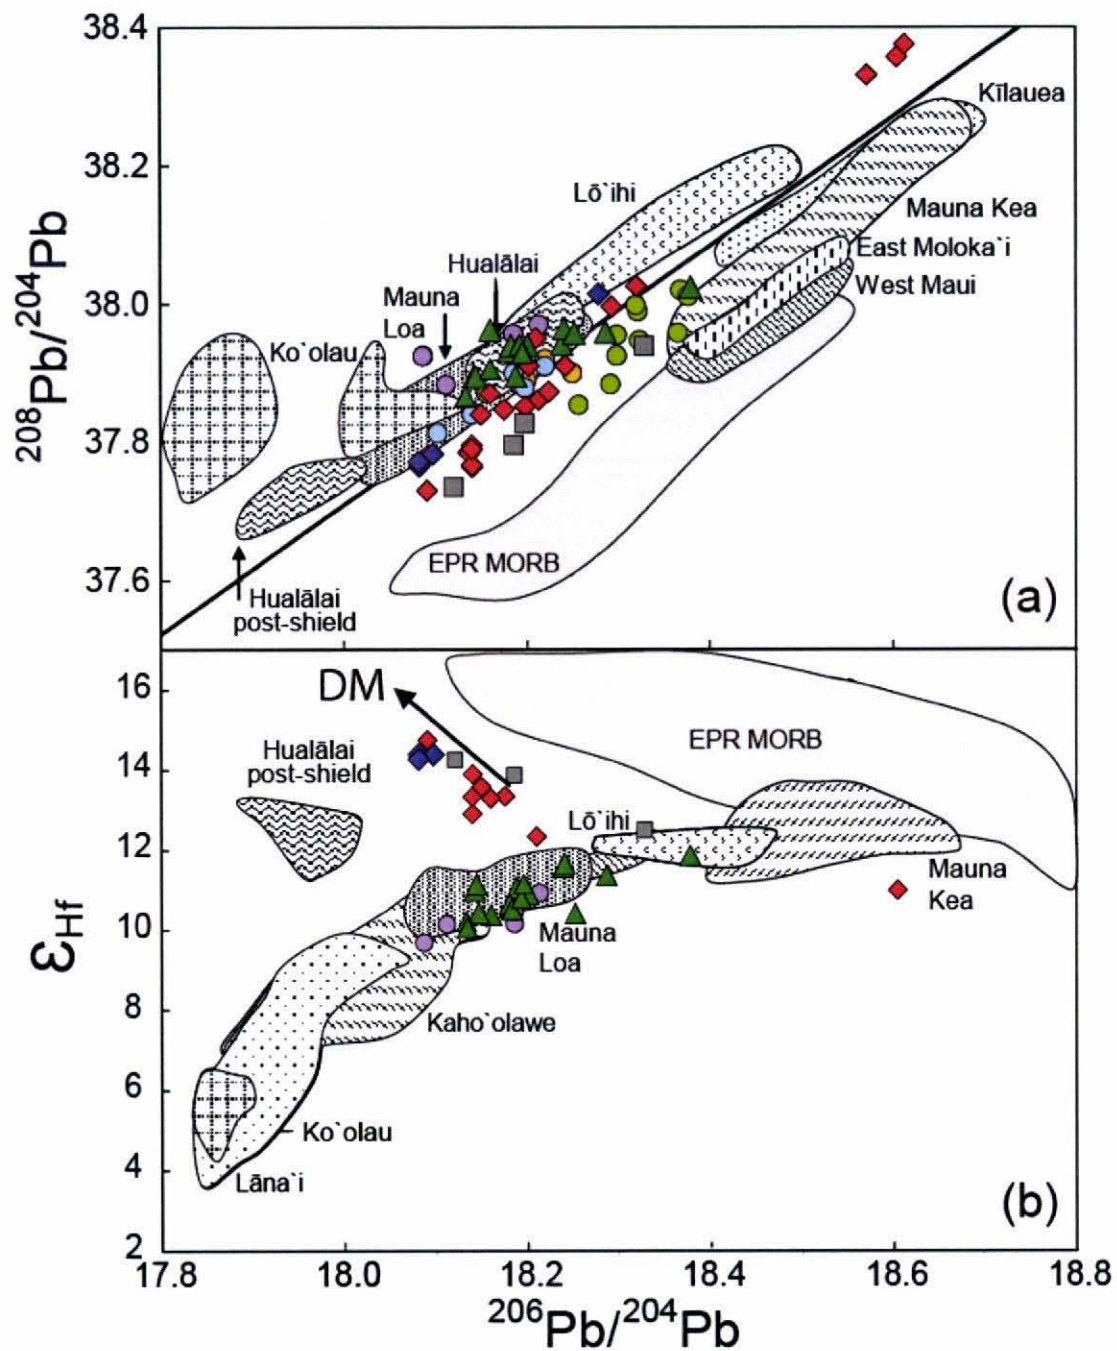 38.4
38.2
38.0
37.8
37.6
208Pb/204Pb
Kīlauea
Lō`ihi
Mauna Kea
East Moloka`i
West Maui
Hualālai
Mauna
Loa
Ko`olau
EPR MORB
Hualālai
post-shield
(a)
16
14
12
10
8
6
4
2
εHf
DM
EPR MORB
Hualālai
post-shield
Lō`ihi
Mauna
Kea
Mauna
Loa
Kaho`olawe
Ko`olau
Lāna`i
(b)
17.8 18.0 18.2 18.4 18.6 18.8
206Pb/204Pb